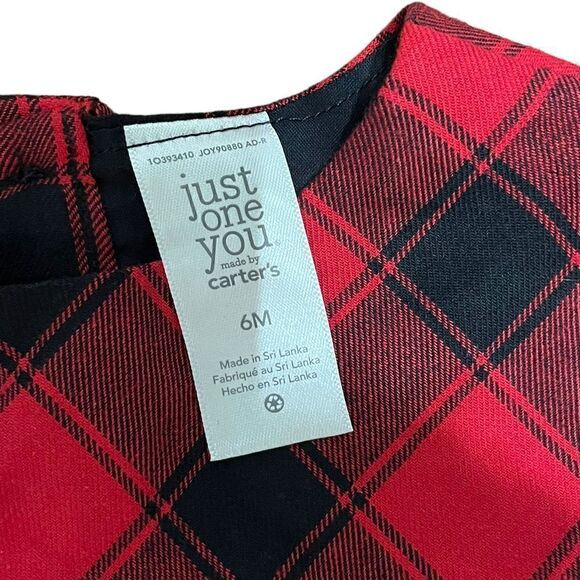 1O393410 JOY90880 AD-R
just
one
you
made by
carter's
6M
Made in Sri Lanka
Fabriqué au Sri Lanka
Hecho en Sri Lanka